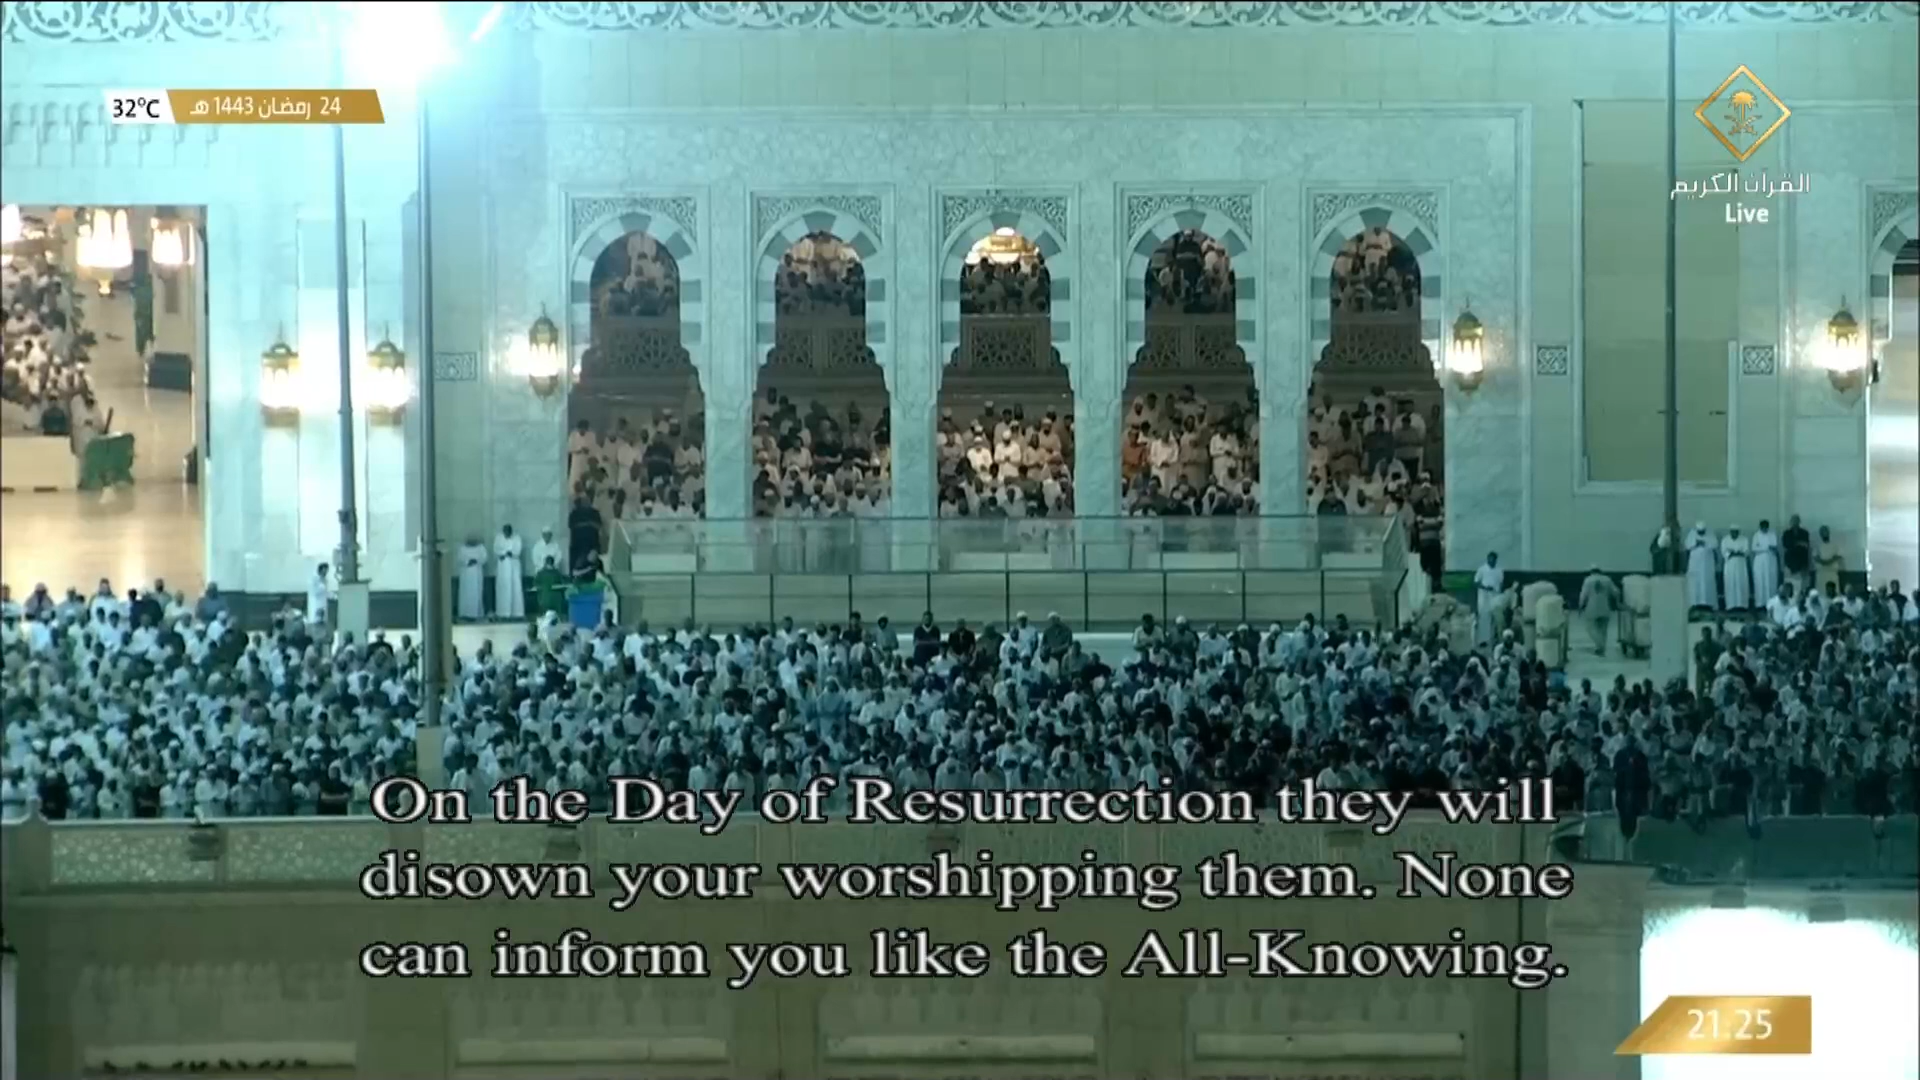 32°C
24 رمضان 1443 هـ
القرآن الكريم
Live
On the Day of Resurrection they will
disown your worshipping them. None
can inform you like the All-Knowing.
21:25